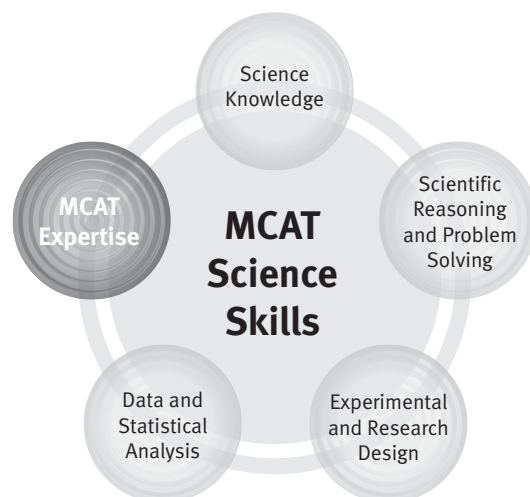 Science
Knowledge
MCAT
Expertise
Scientific
Reasoning
and Problem
Solving
MCAT
Science
Skills
Data and
Statistical
Analysis
Experimental
and Research
Design